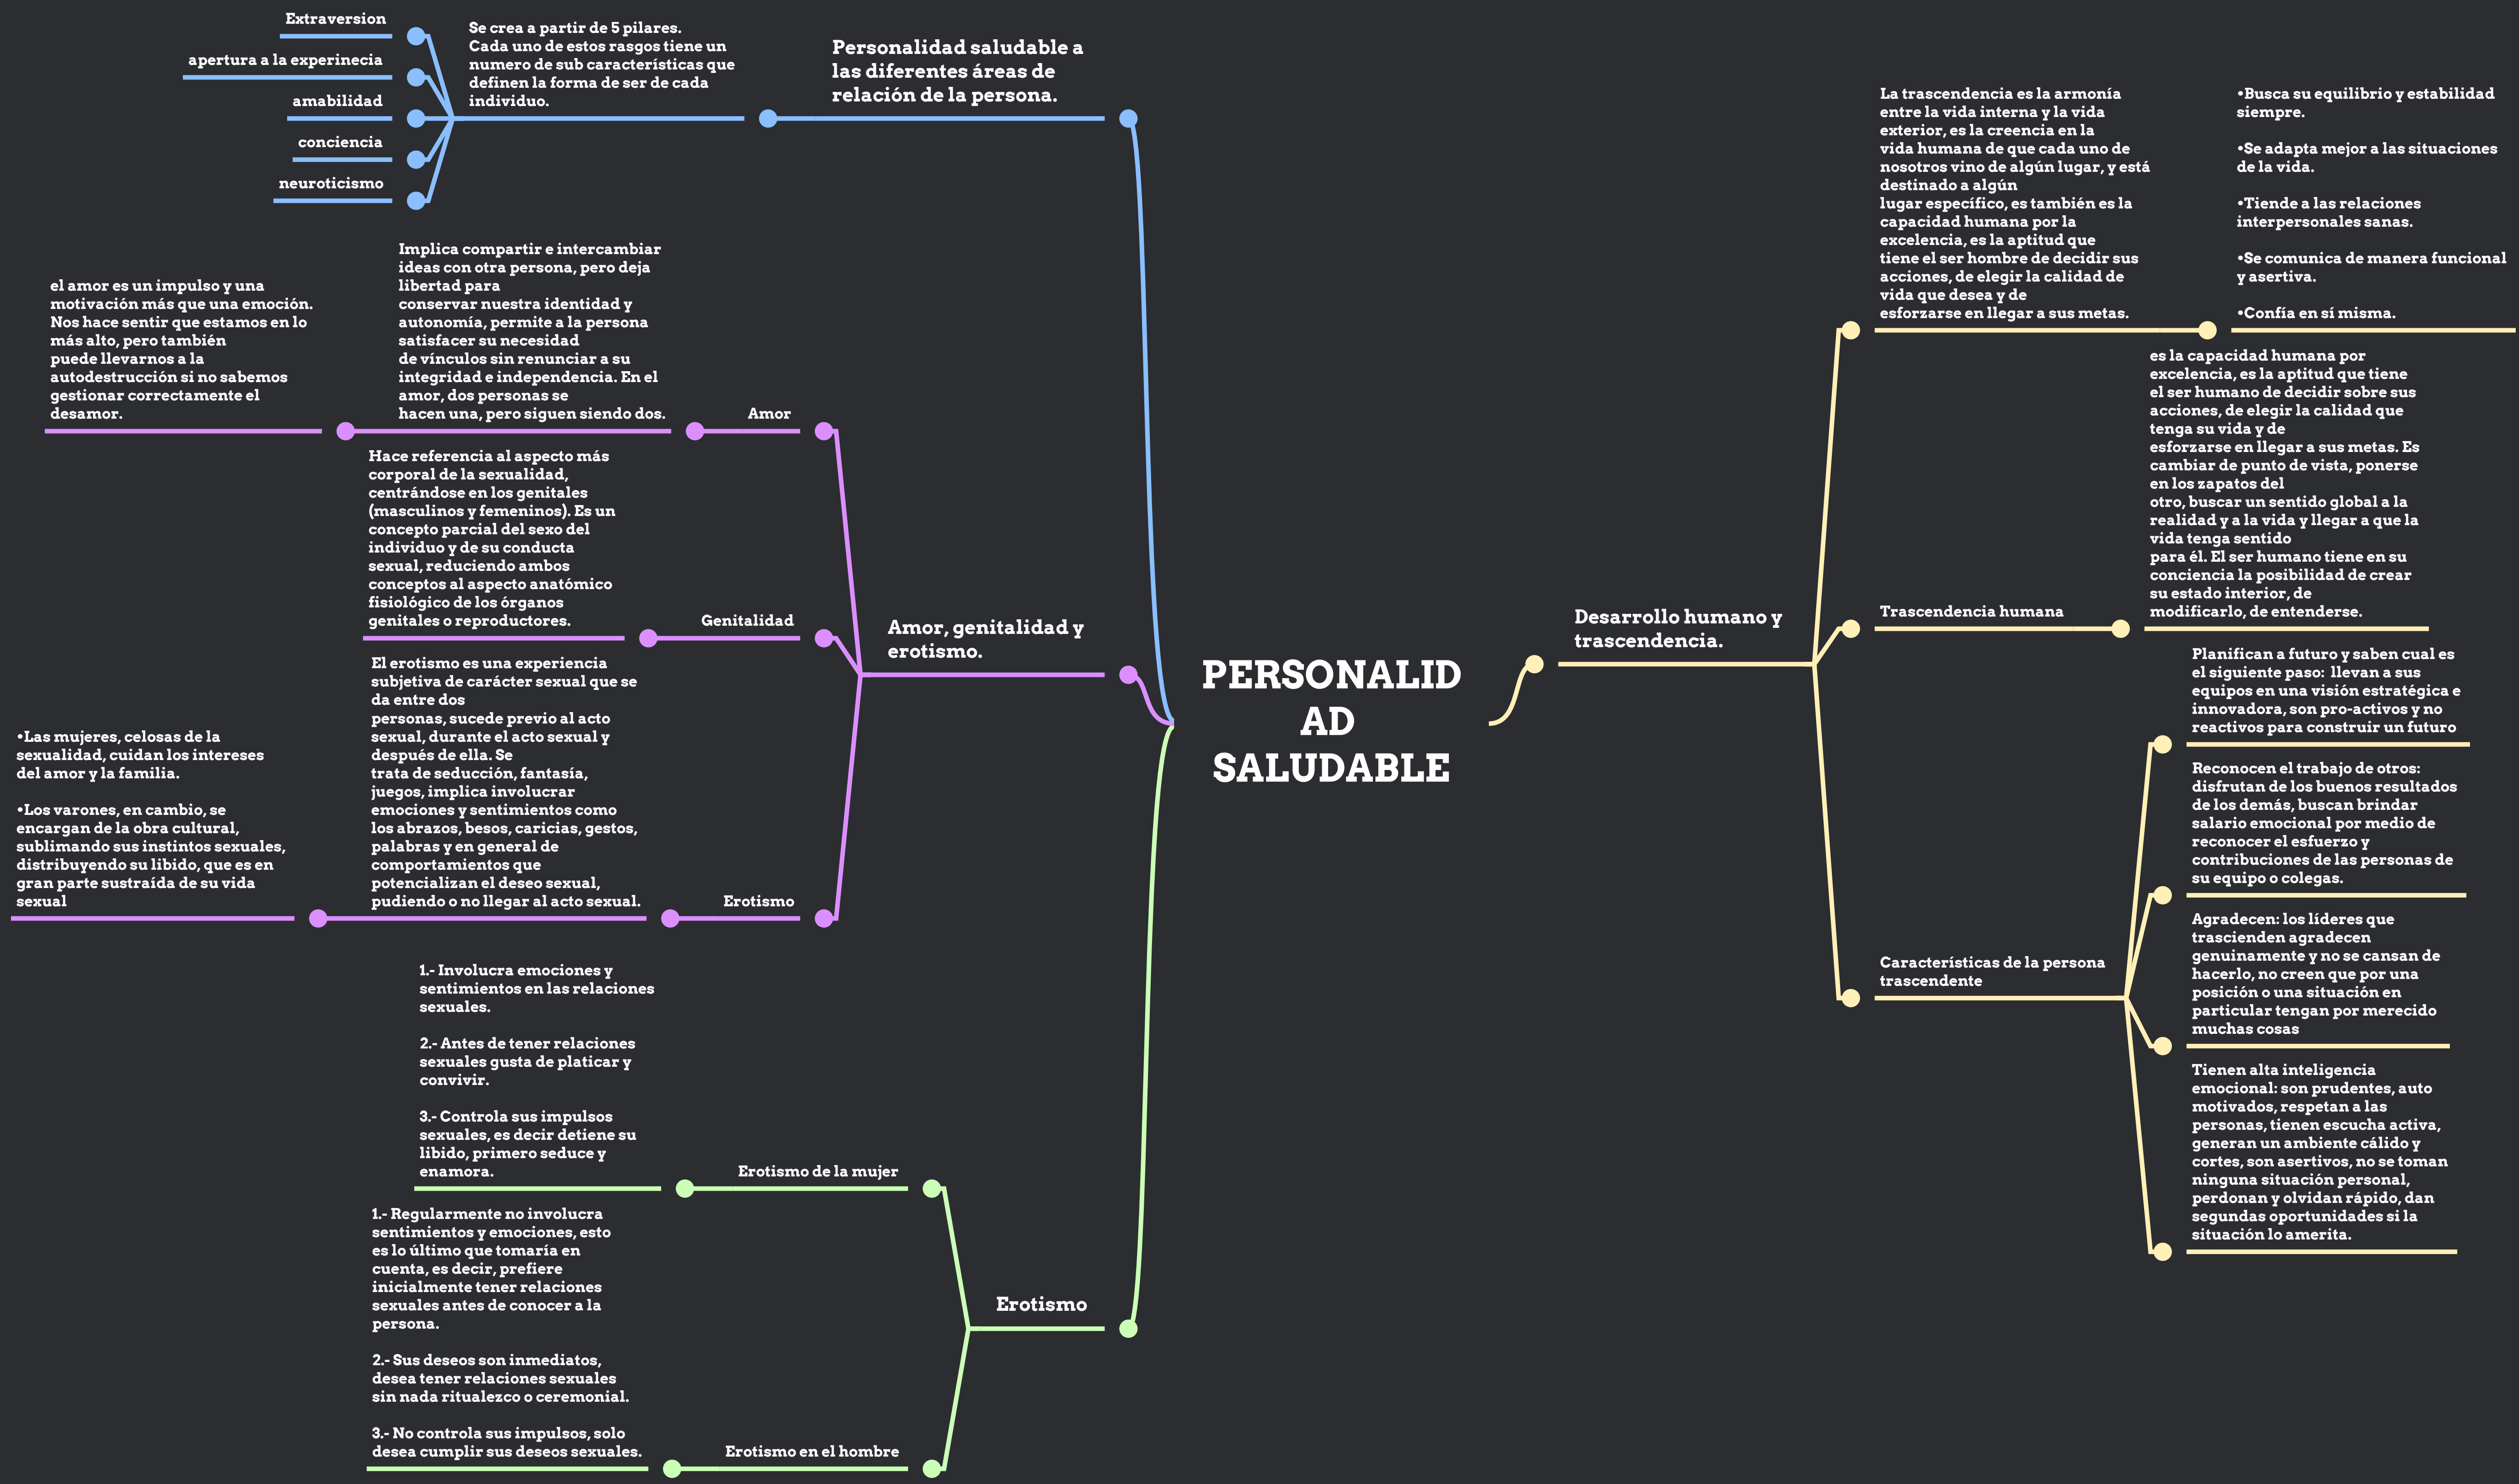 PERSONALID
AD
SALUDABLE
Personalidad saludable a
las diferentes áreas de
relación de la persona.
Se crea a partir de 5 pilares.
Cada uno de estos rasgos tiene un
numero de sub características que
definen la forma de ser de cada
individuo.
Extraversion
apertura a la experinecia
amabilidad
conciencia
neuroticismo
Amor, genitalidad y
erotismo.
Amor
Implica compartir e intercambiar
ideas con otra persona, pero deja
libertad para
conservar nuestra identidad y
autonomía, permite a la persona
satisfacer su necesidad
de vínculos sin renunciar a su
integridad e independencia. En el
amor, dos personas se
hacen una, pero siguen siendo dos.
el amor es un impulso y una
motivación más que una emoción.
Nos hace sentir que estamos en lo
más alto, pero también
puede llevarnos a la
autodestrucción si no sabemos
gestionar correctamente el
desamor.
Genitalidad
Hace referencia al aspecto más
corporal de la sexualidad,
centrándose en los genitales
(masculinos y femeninos). Es un
concepto parcial del sexo del
individuo y de su conducta
sexual, reduciendo ambos
conceptos al aspecto anatómico
fisiológico de los órganos
genitales o reproductores.
Erotismo
El erotismo es una experiencia
subjetiva de carácter sexual que se
da entre dos
personas, sucede previo al acto
sexual, durante el acto sexual y
después de ella. Se
trata de seducción, fantasía,
juegos, implica involucrar
emociones y sentimientos como
los abrazos, besos, caricias, gestos,
palabras y en general de
comportamientos que
potencializan el deseo sexual,
pudiendo o no llegar al acto sexual.
•Las mujeres, celosas de la
sexualidad, cuidan los intereses
del amor y la familia.
•Los varones, en cambio, se
encargan de la obra cultural,
sublimando sus instintos sexuales,
distribuyendo su libido, que es en
gran parte sustraída de su vida
sexual
Erotismo
Erotismo de la mujer
1.- Involucra emociones y
sentimientos en las relaciones
sexuales.
2.- Antes de tener relaciones
sexuales gusta de platicar y
convivir.
3.- Controla sus impulsos
sexuales, es decir detiene su
libido, primero seduce y
enamora.
Erotismo en el hombre
1.- Regularmente no involucra
sentimientos y emociones, esto
es lo último que tomaría en
cuenta, es decir, prefiere
inicialmente tener relaciones
sexuales antes de conocer a la
persona.
2.- Sus deseos son inmediatos,
desea tener relaciones sexuales
sin nada ritualezco o ceremonial.
3.- No controla sus impulsos, solo
desea cumplir sus deseos sexuales.
Desarrollo humano y
trascendencia.
La trascendencia es la armonía
entre la vida interna y la vida
exterior, es la creencia en la
vida humana de que cada uno de
nosotros vino de algún lugar, y está
destinado a algún
lugar específico, es también es la
capacidad humana por la
excelencia, es la aptitud que
tiene el ser hombre de decidir sus
acciones, de elegir la calidad de
vida que desea y de
esforzarse en llegar a sus metas.
•Busca su equilibrio y estabilidad
siempre.
•Se adapta mejor a las situaciones
de la vida.
•Tiende a las relaciones
interpersonales sanas.
•Se comunica de manera funcional
y asertiva.
•Confía en sí misma.
Trascendencia humana
es la capacidad humana por
excelencia, es la aptitud que tiene
el ser humano de decidir sobre sus
acciones, de elegir la calidad que
tenga su vida y de
esforzarse en llegar a sus metas. Es
cambiar de punto de vista, ponerse
en los zapatos del
otro, buscar un sentido global a la
realidad y a la vida y llegar a que la
vida tenga sentido
para él. El ser humano tiene en su
conciencia la posibilidad de crear
su estado interior, de
modificarlo, de entenderse.
Características de la persona
trascendente
Planifican a futuro y saben cual es
el siguiente paso:  llevan a sus
equipos en una visión estratégica e
innovadora, son pro-activos y no
reactivos para construir un futuro
Reconocen el trabajo de otros:
disfrutan de los buenos resultados
de los demás, buscan brindar
salario emocional por medio de
reconocer el esfuerzo y
contribuciones de las personas de
su equipo o colegas.
Agradecen: los líderes que
trascienden agradecen
genuinamente y no se cansan de
hacerlo, no creen que por una
posición o una situación en
particular tengan por merecido
muchas cosas
Tienen alta inteligencia
emocional: son prudentes, auto
motivados, respetan a las
personas, tienen escucha activa,
generan un ambiente cálido y
cortes, son asertivos, no se toman
ninguna situación personal,
perdonan y olvidan rápido, dan
segundas oportunidades si la
situación lo amerita.